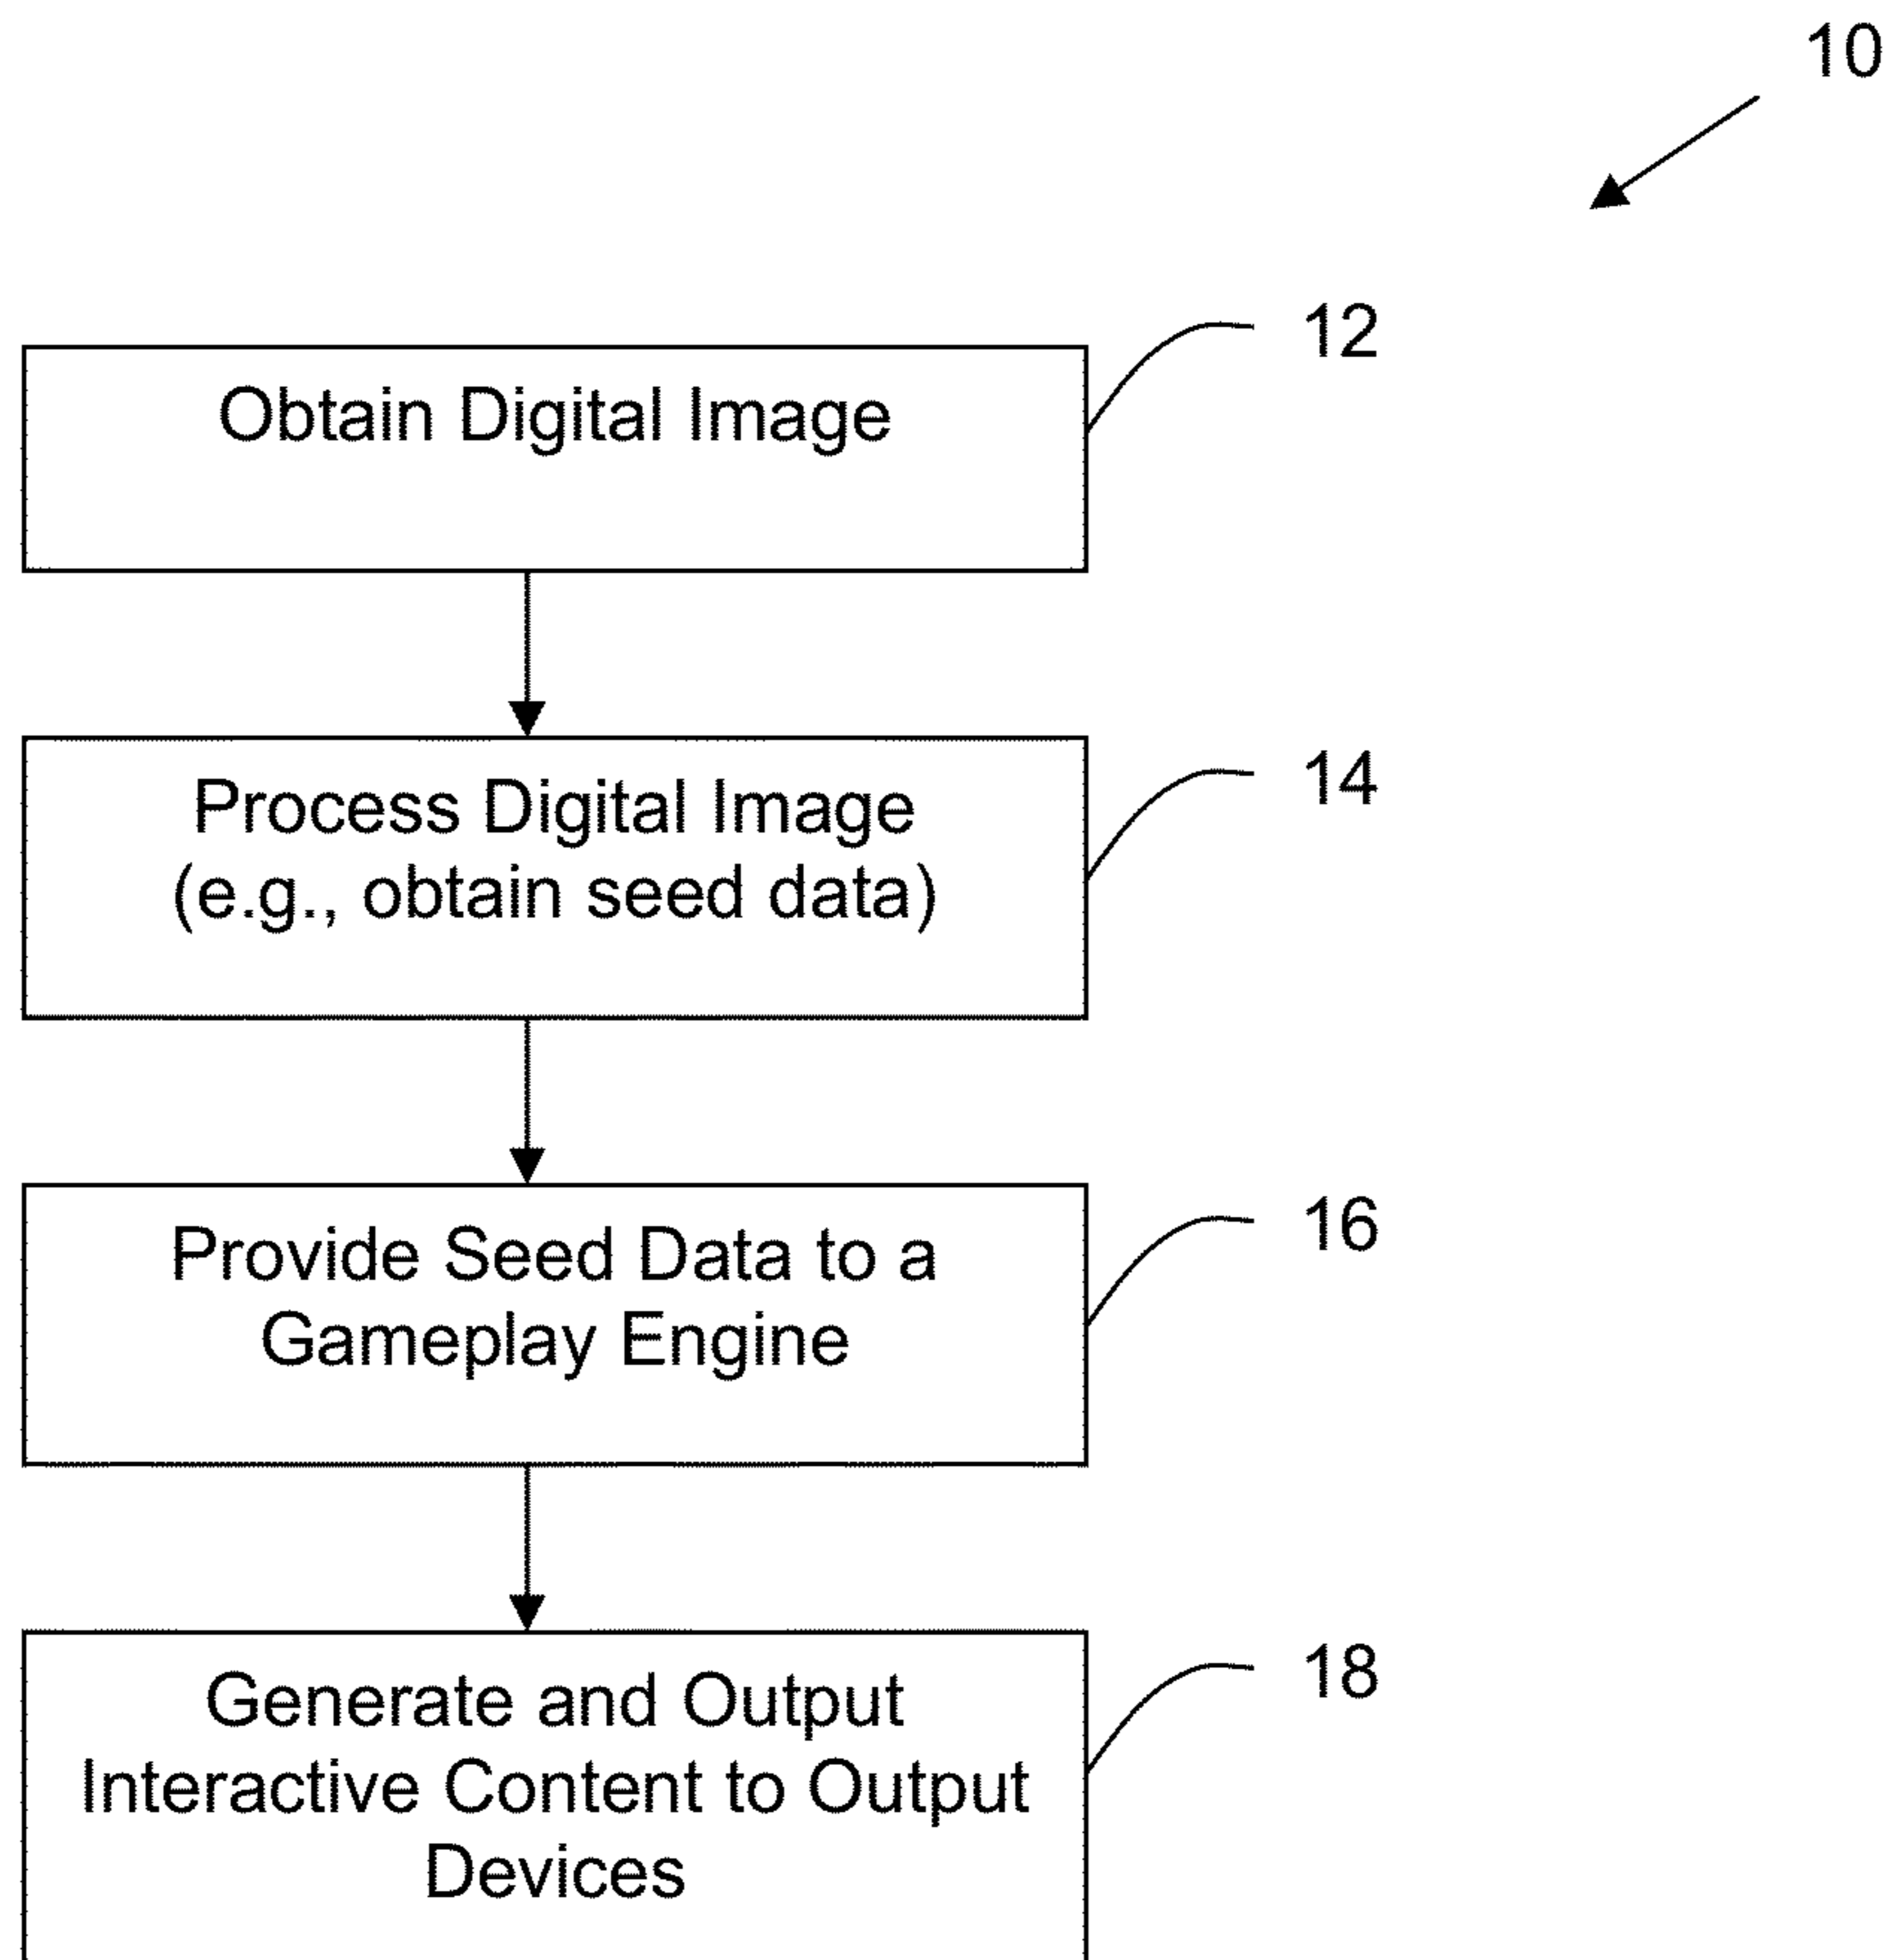 10
12
Obtain Digital Image
14
Process Digital Image
(e.g., obtain seed data)
16
Provide Seed Data to a
Gameplay Engine
18
Generate and Output
Interactive Content to Output
Devices